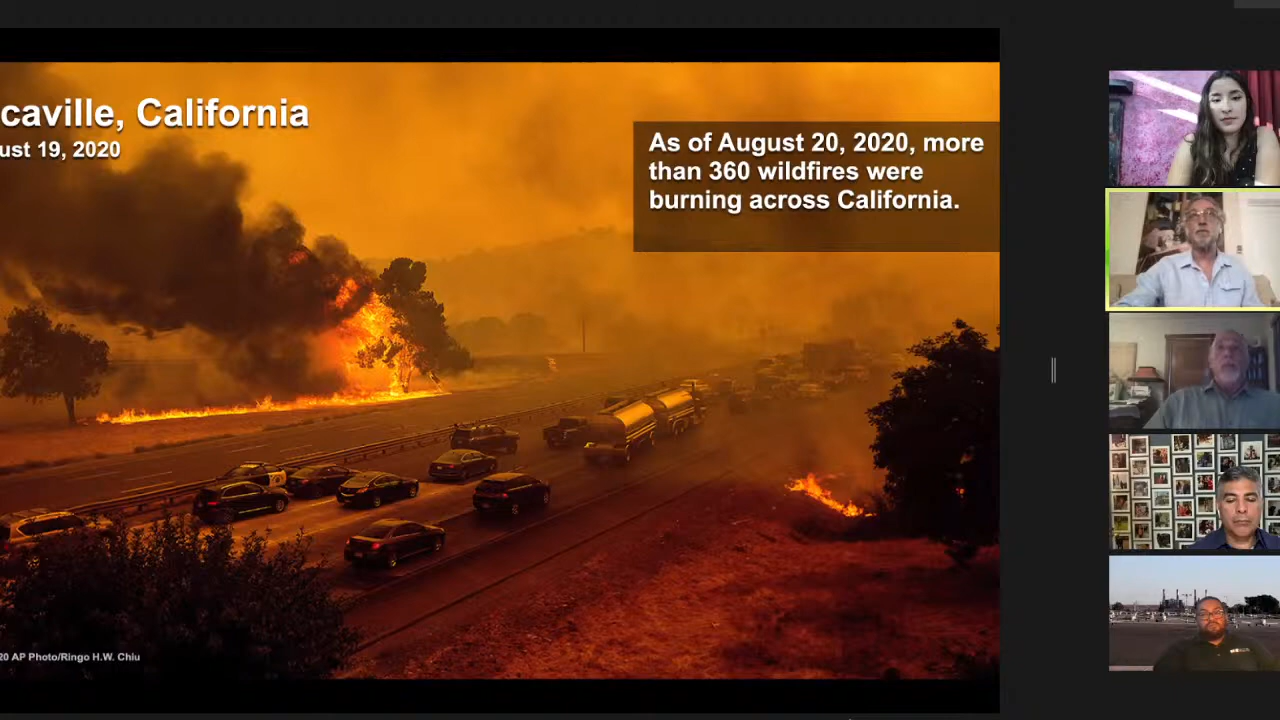 caville, California
ust 19, 2020
As of August 20, 2020, more
than 360 wildfires were
burning across California.
20 AP Photo/Ringo H.W. Chiu